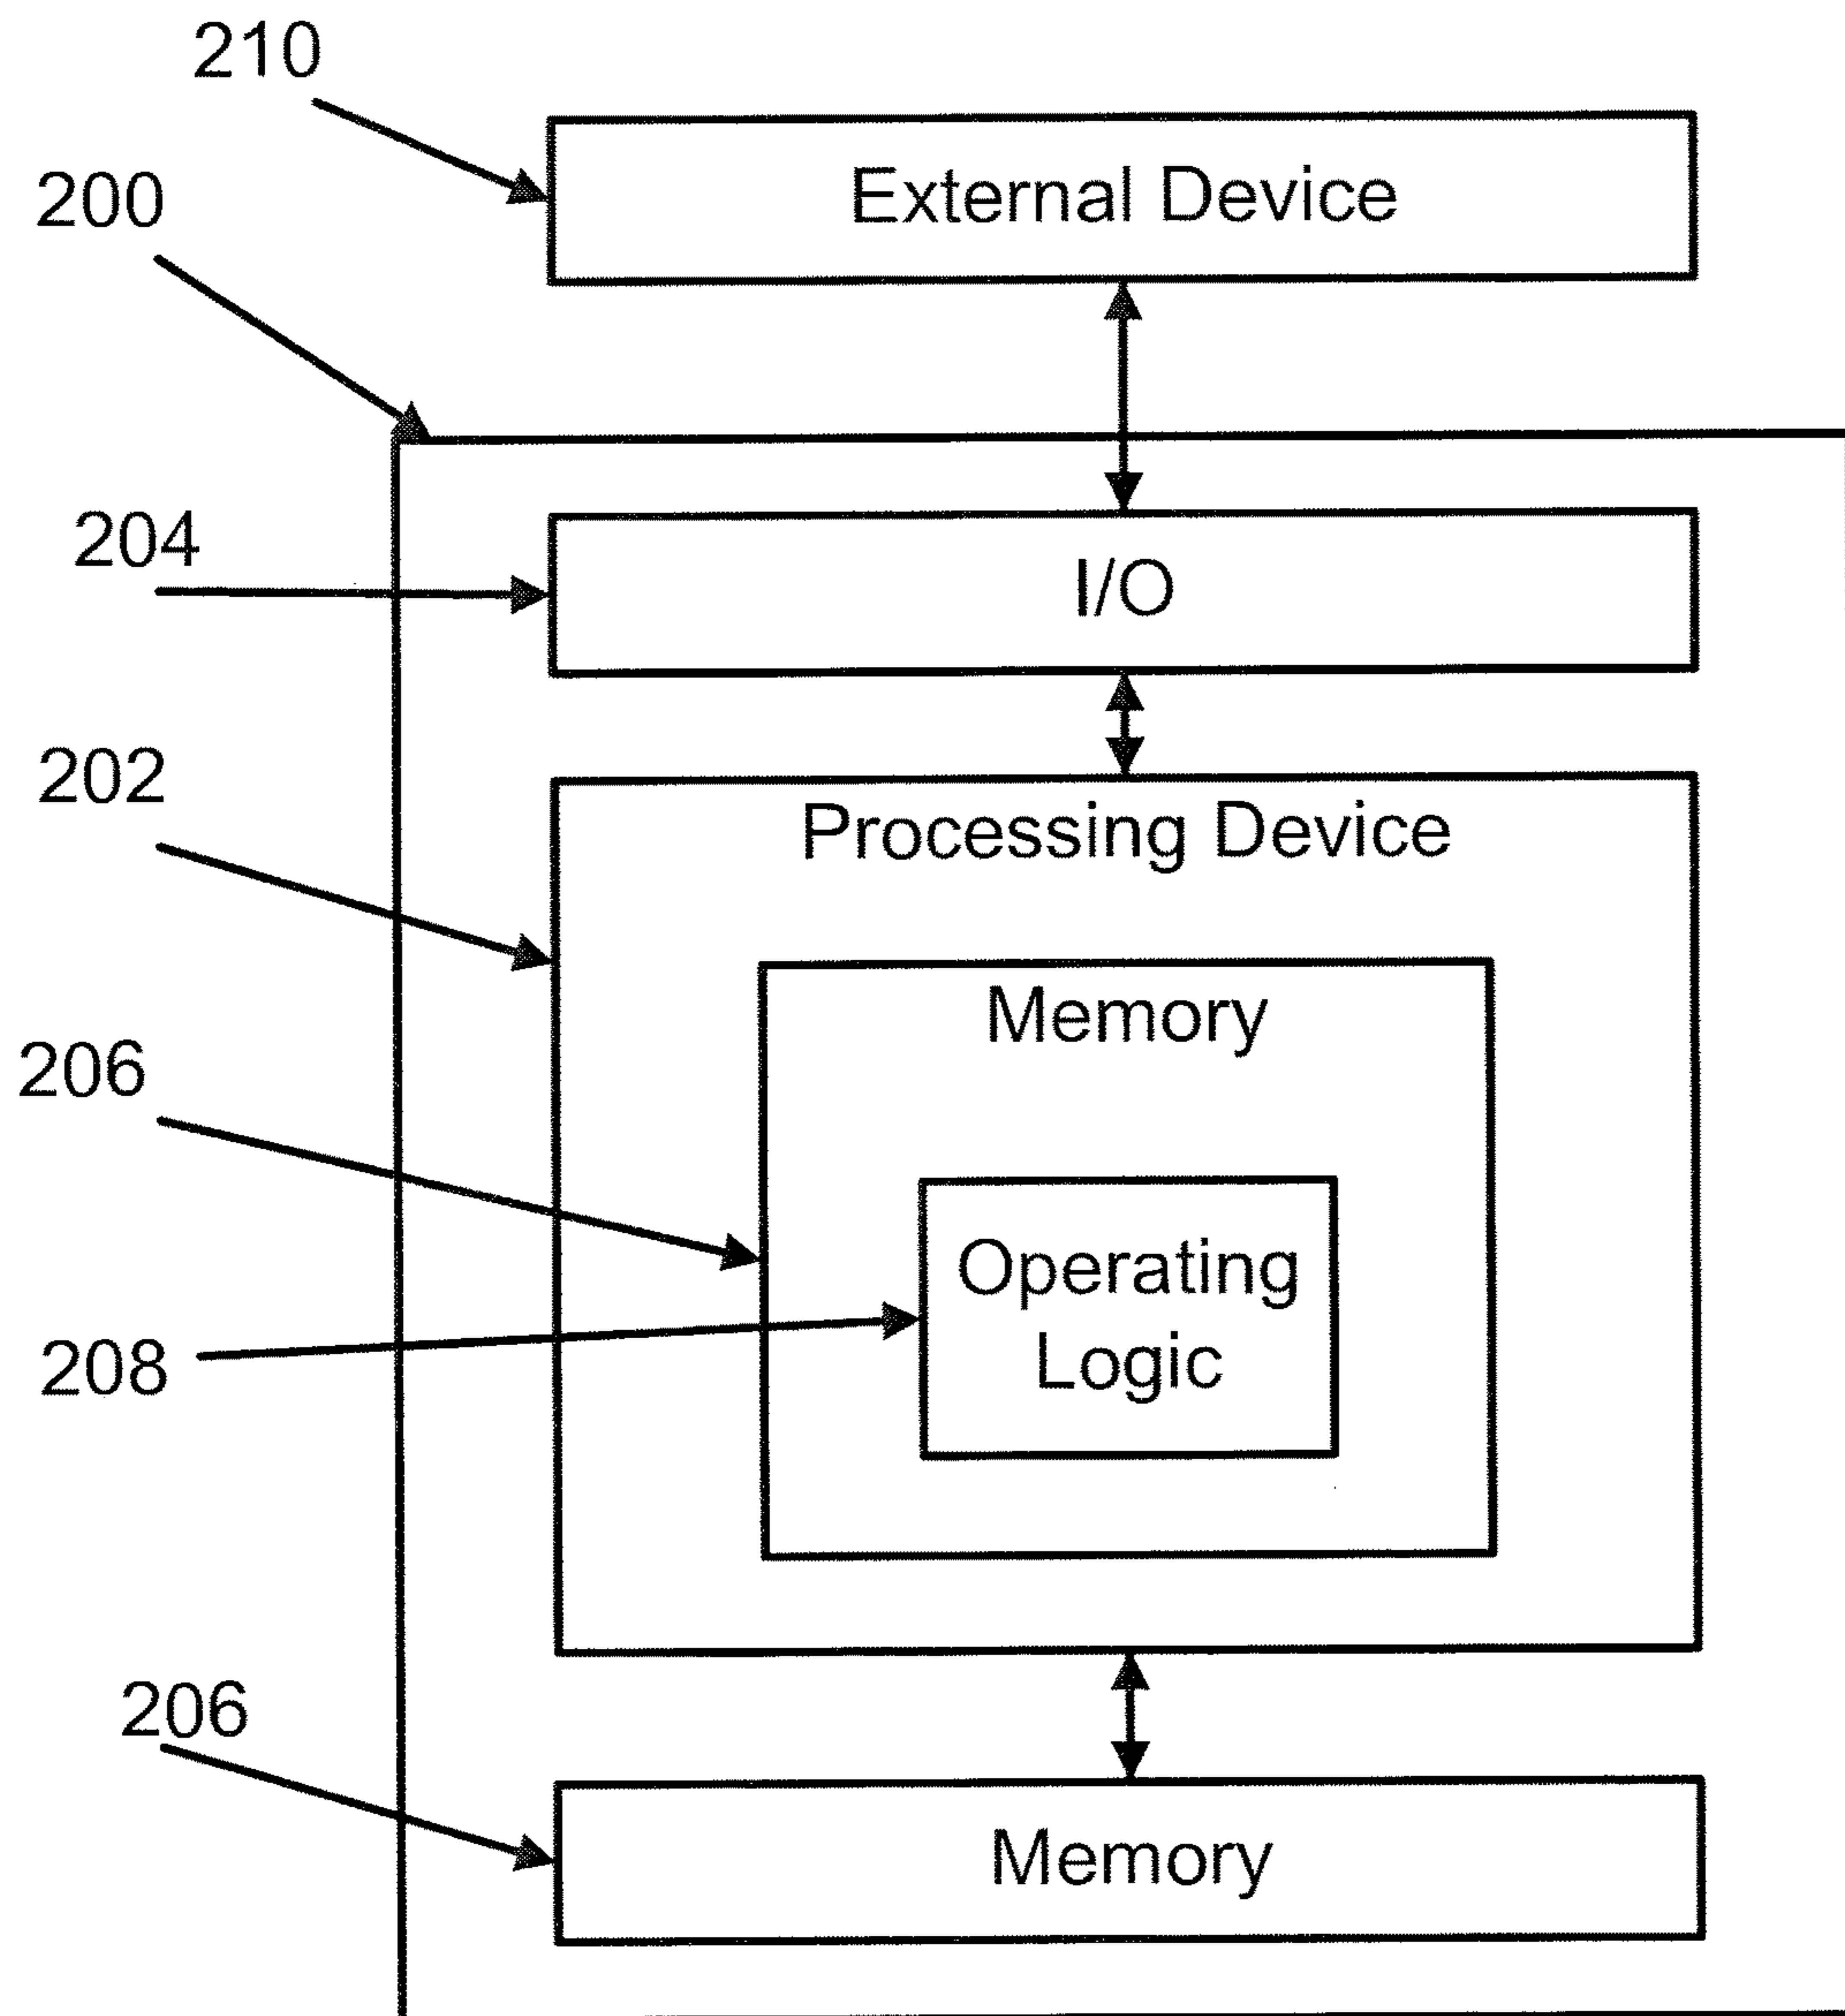 210
External Device
200
204
I/O
202
Processing Device
Memory
206
Operating
Logic
208
206
Memory